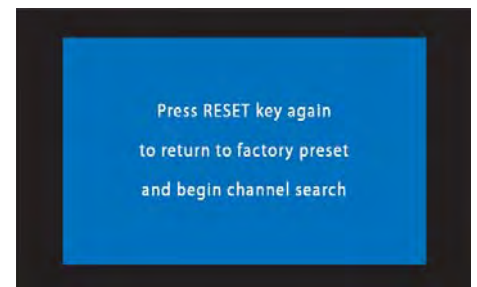 Press RESET key again
to return to factory preset
and begin channel search